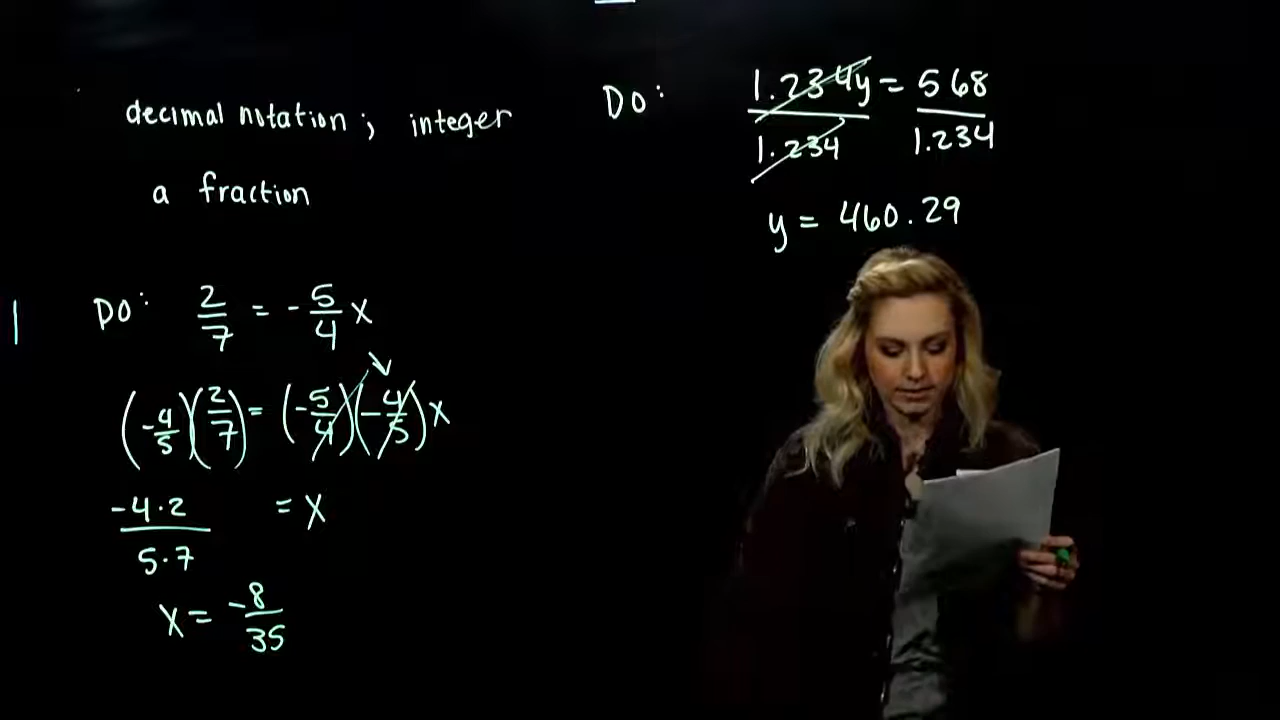 decimal notation; integer
a fraction
DO: 2/7 = -5/4 x
(-4/5)(2/7) = (-5/4)(-4/5)x
-4·2/5·7 = x
x = -8/35
DO: 1.234y/1.234 = 568/1.234
y = 460.29